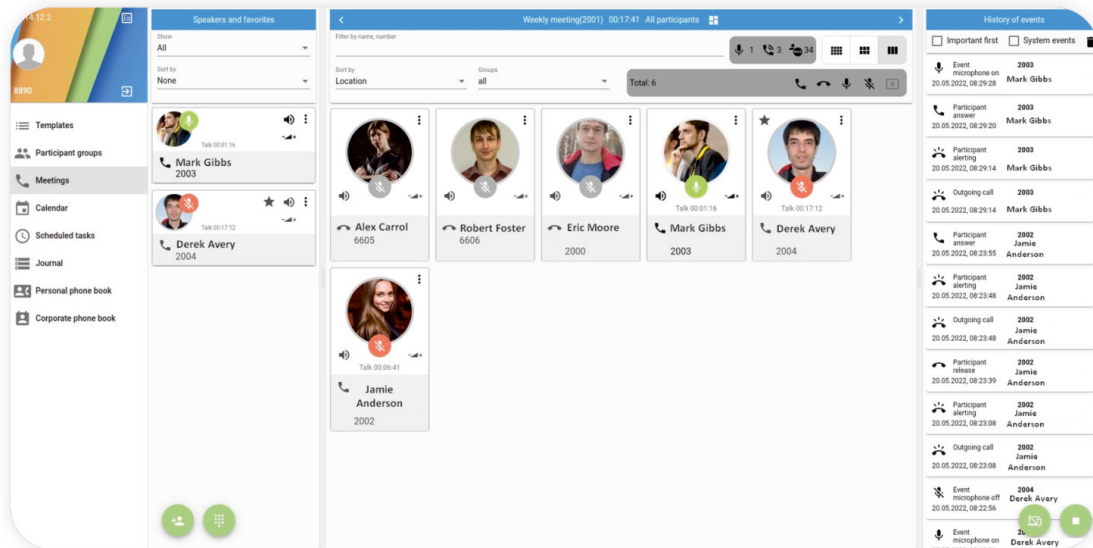 14.12.2
8890
Templates
Participant groups
Meetings
Calendar
Scheduled tasks
Journal
Personal phone book
Corporate phone book
Speakers and favorites
Show
All
Sort by
None
Talk 00:01:16
Mark Gibbs
2003
Talk 00:17:12
Derek Avery
2004
Weekly meeting(2001) 00:17:41 All participants
Filter by name, number
1 3 34
Sort by
Location
Groups
all
Total: 6
Alex Carrol
6605
Robert Foster
6606
Eric Moore
2000
Talk 00:01:16
Mark Gibbs
2003
Talk 00:17:12
Derek Avery
2004
Talk 00:06:41
Jamie
Anderson
2002
History of events
Important first System events
Event 2003
microphone on Mark Gibbs
20.05.2022, 08:29:28
Participant 2003
answer Mark Gibbs
20.05.2022, 08:29:20
Participant 2003
alerting
20.05.2022, 08:29:14 Mark Gibbs
Outgoing call 2003
20.05.2022, 08:29:14 Mark Gibbs
Participant 2002
answer Jamie
20.05.2022, 08:23:55 Anderson
Participant 2002
alerting Jamie
20.05.2022, 08:23:48 Anderson
Outgoing call 2002
Jamie
20.05.2022, 08:23:48 Anderson
Participant 2002
release Jamie
20.05.2022, 08:23:39 Anderson
Participant 2002
alerting Jamie
20.05.2022, 08:23:08 Anderson
Outgoing call 2002
Jamie
20.05.2022, 08:23:08 Anderson
Event 2004
microphone off Derek Avery
20.05.2022, 08:22:56
Event
microphone on Derek Avery